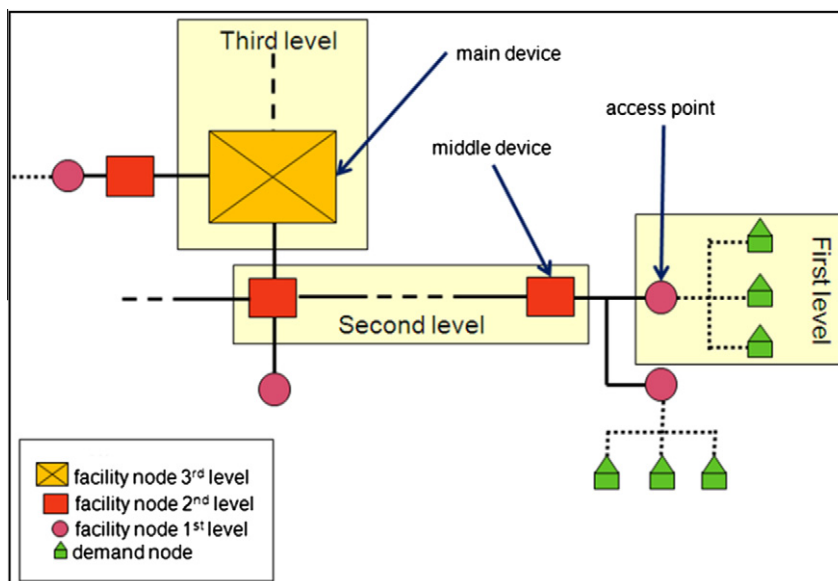 Third level
main device
access point
middle device
First level
Second level
facility node 3rd level
facility node 2nd level
facility node 1st level
demand node